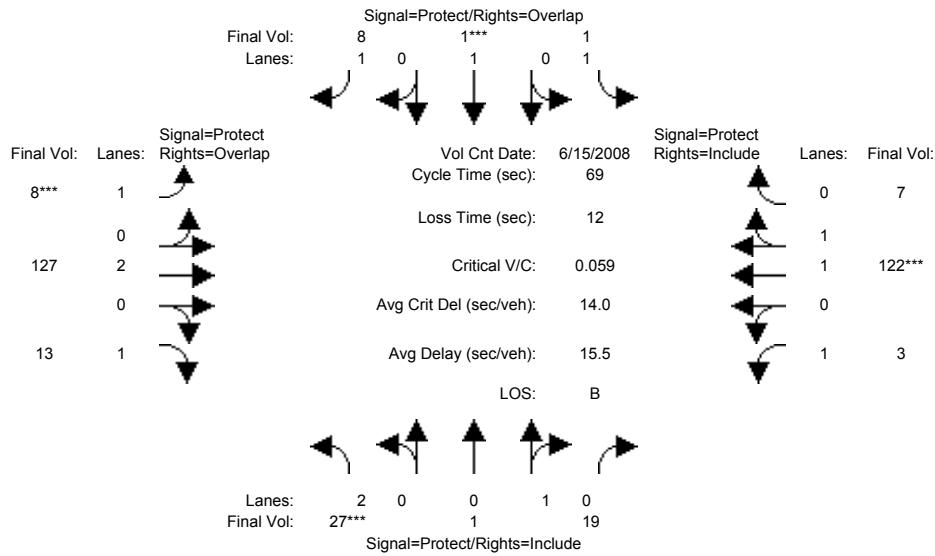 Signal=Protect/Rights=Overlap
Final Vol: 8 1*** 1
Lanes: 1 0 1 0 1
Signal=Protect
Final Vol: Lanes: Rights=Overlap
Vol Cnt Date: 6/15/2008
Signal=Protect
Rights=Include Lanes: Final Vol:
Cycle Time (sec): 69
8*** 1
0 7
Loss Time (sec): 12
0
1
127 2
Critical V/C: 0.059
1 122***
0
Avg Crit Del (sec/veh): 14.0
0
13 1
Avg Delay (sec/veh): 15.5
1 3
LOS: B
Lanes: 2 0 0 1 0
Final Vol: 27*** 1 19
Signal=Protect/Rights=Include